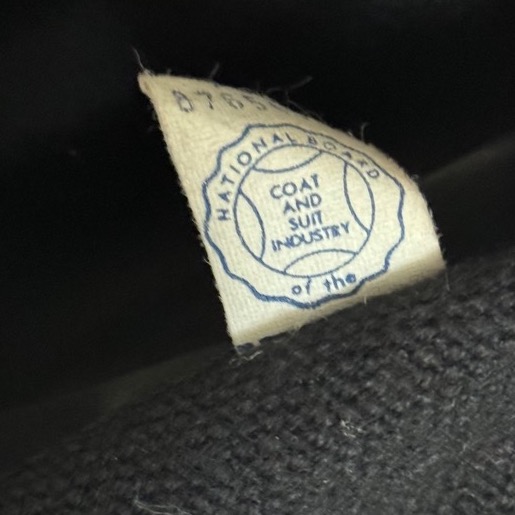 NATIONAL BOARD
of the
COAT
AND
SUIT
INDUSTRY